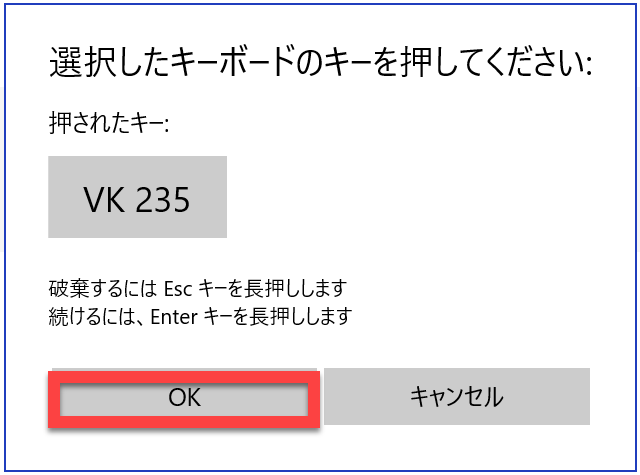 選択したキーボードのキーを押してください:
押されたキー:
VK 235
破棄するには Esc キーを長押しします
続けるには、Enter キーを長押しします
OK
キャンセル